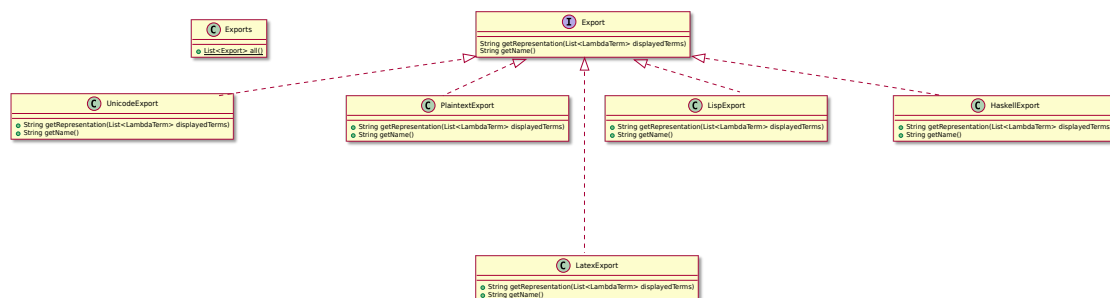 C Exports
List<Export> all()
I Export
String getRepresentation(List<LambdaTerm> displayedTerms)
String getName()
C UnicodeExport
String getRepresentation(List<LambdaTerm> displayedTerms)
String getName()
C PlaintextExport
String getRepresentation(List<LambdaTerm> displayedTerms)
String getName()
C LispExport
String getRepresentation(List<LambdaTerm> displayedTerms)
String getName()
C HaskellExport
String getRepresentation(List<LambdaTerm> displayedTerms)
String getName()
C LatexExport
String getRepresentation(List<LambdaTerm> displayedTerms)
String getName()